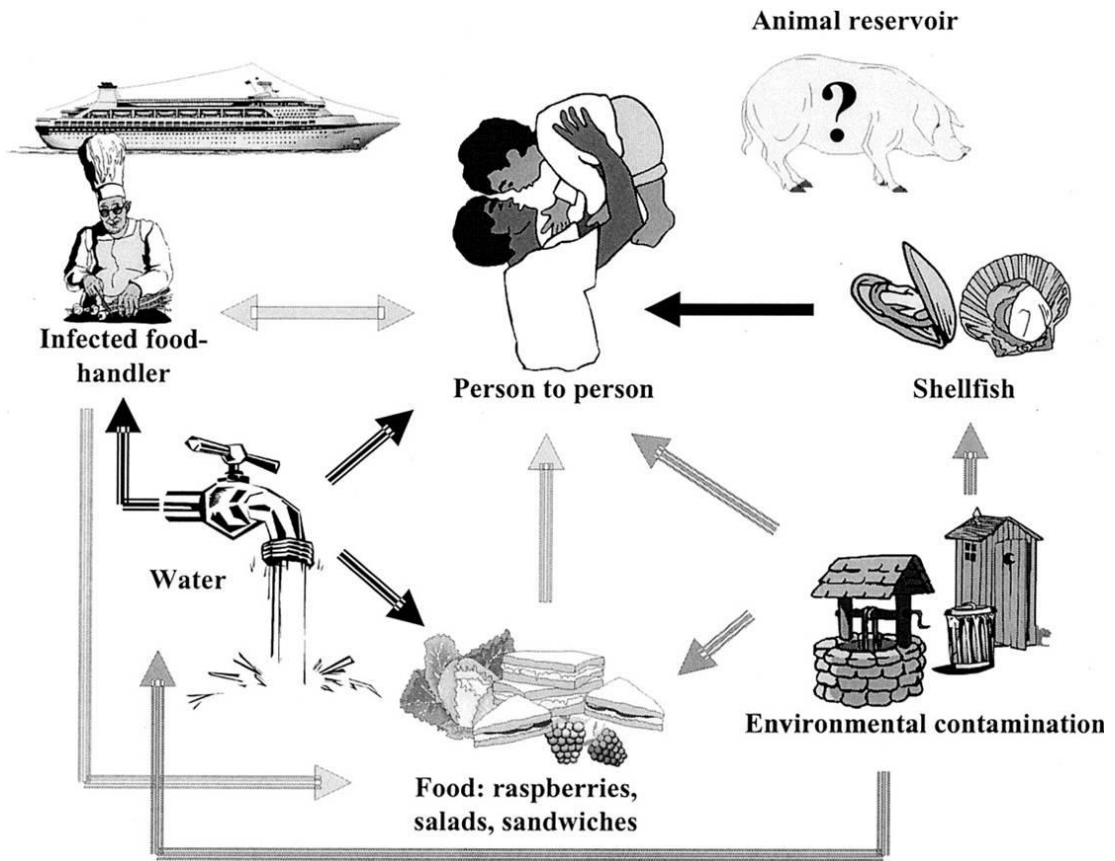 Animal reservoir
?
Infected food-
handler
Person to person
Shellfish
Water
Environmental contamination
Food: raspberries,
salads, sandwiches